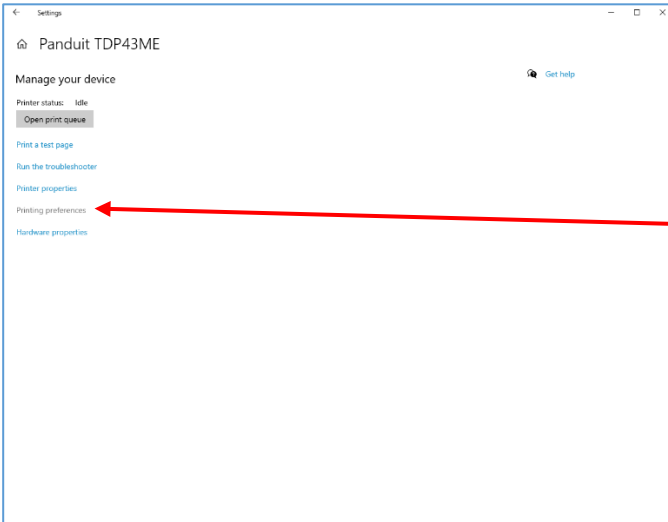 Settings
Panduit TDP43ME
Manage your device
Get help
Printer status: Idle
Open print queue
Print a test page
Run the troubleshooter
Printer properties
Printing preferences
Hardware properties